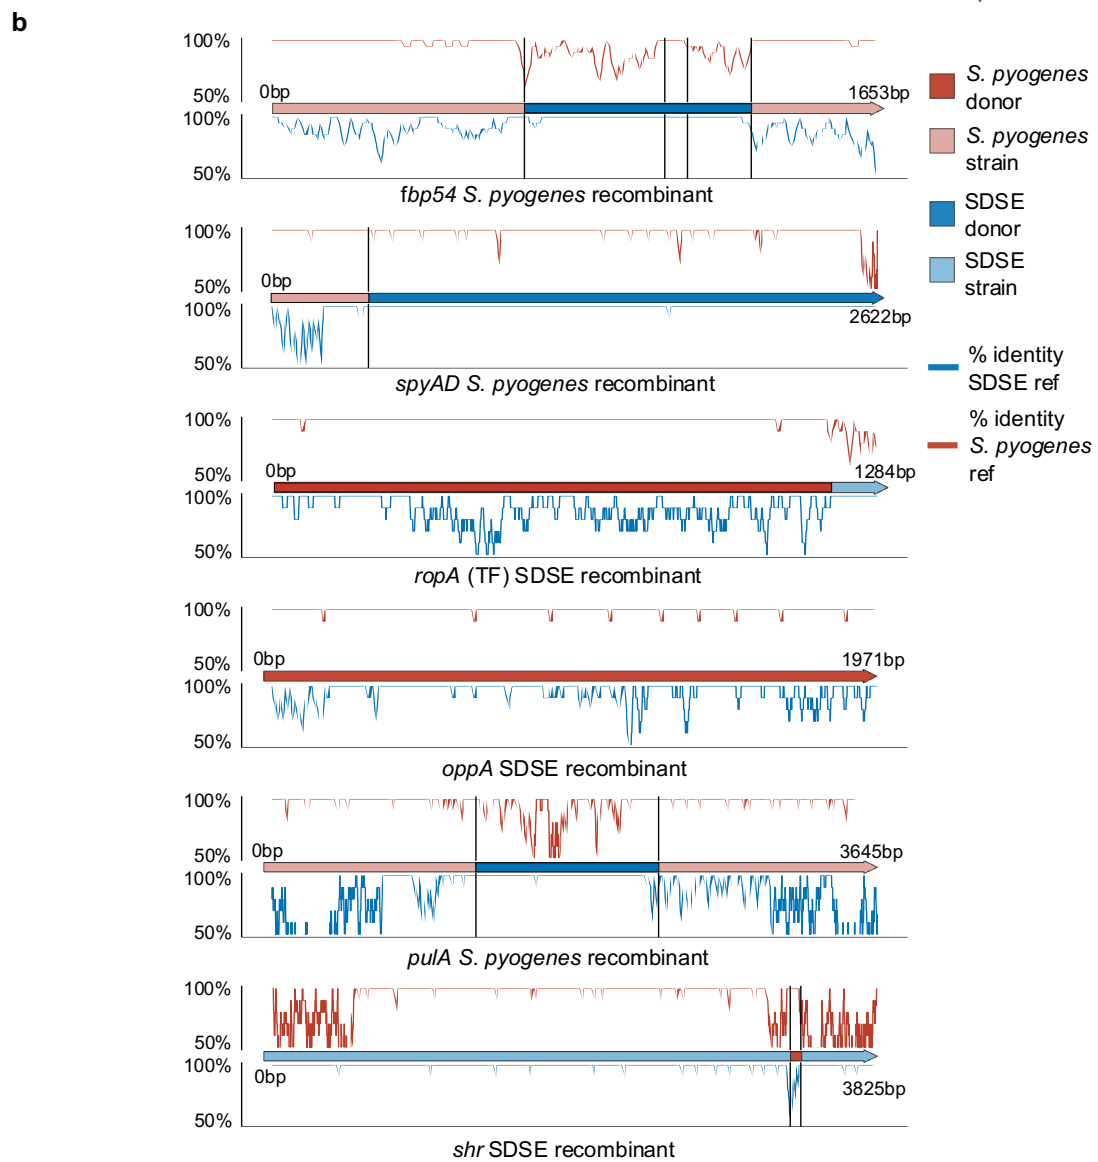 b
100%
50%
0bp
1653bp
100%
50%
fbp54 S. pyogenes recombinant
100%
50%
0bp
2622bp
100%
50%
spyAD S. pyogenes recombinant
100%
50%
0bp
1284bp
100%
50%
ropA (TF) SDSE recombinant
100%
50%
0bp
1971bp
100%
50%
oppA SDSE recombinant
100%
50%
0bp
3645bp
100%
50%
pulA S. pyogenes recombinant
100%
50%
0bp
3825bp
100%
50%
shr SDSE recombinant
S. pyogenes
donor
S. pyogenes
strain
SDSE
donor
SDSE
strain
% identity
SDSE ref
% identity
S. pyogenes
ref